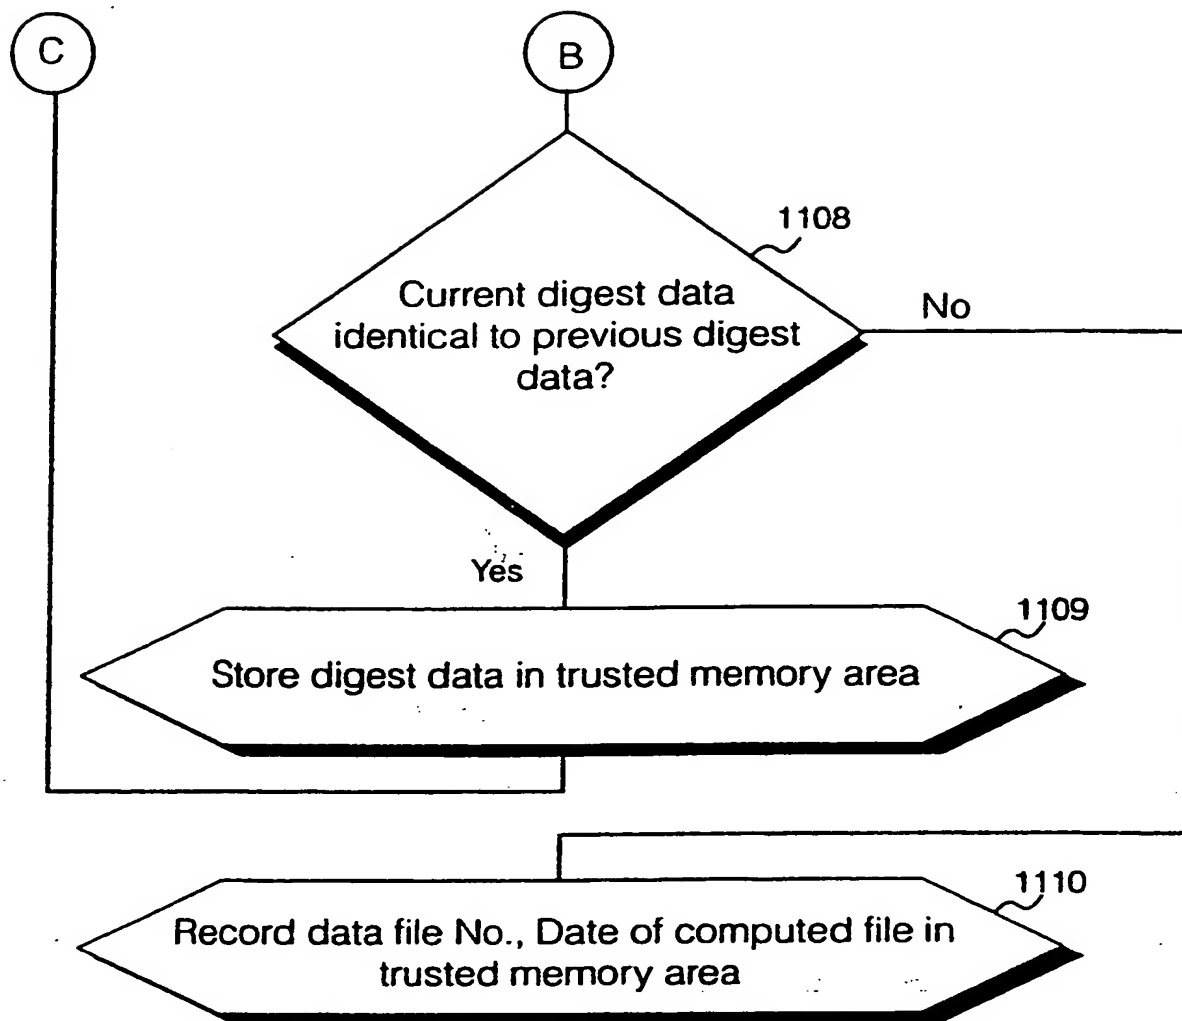 C
B
1108
Current digest data
identical to previous digest
data?
No
Yes
1109
Store digest data in trusted memory area
1110
Record data file No., Date of computed file in
trusted memory area